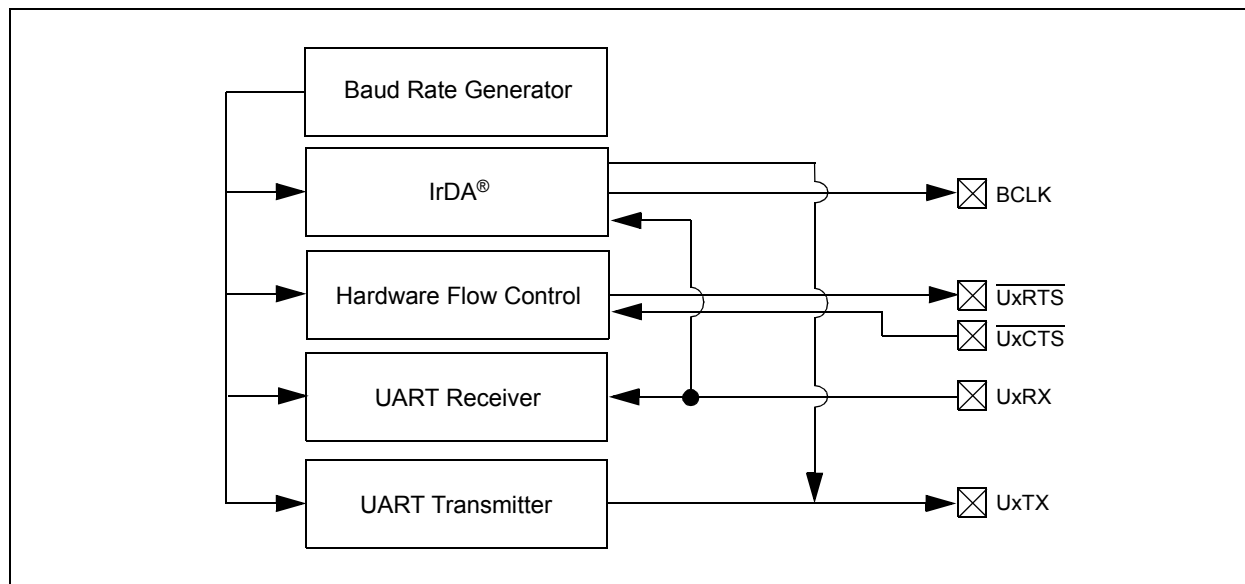 Baud Rate Generator
IrDA®
BCLK
Hardware Flow Control
UxRTS
UxCTS
UART Receiver
UxRX
UART Transmitter
UxTX